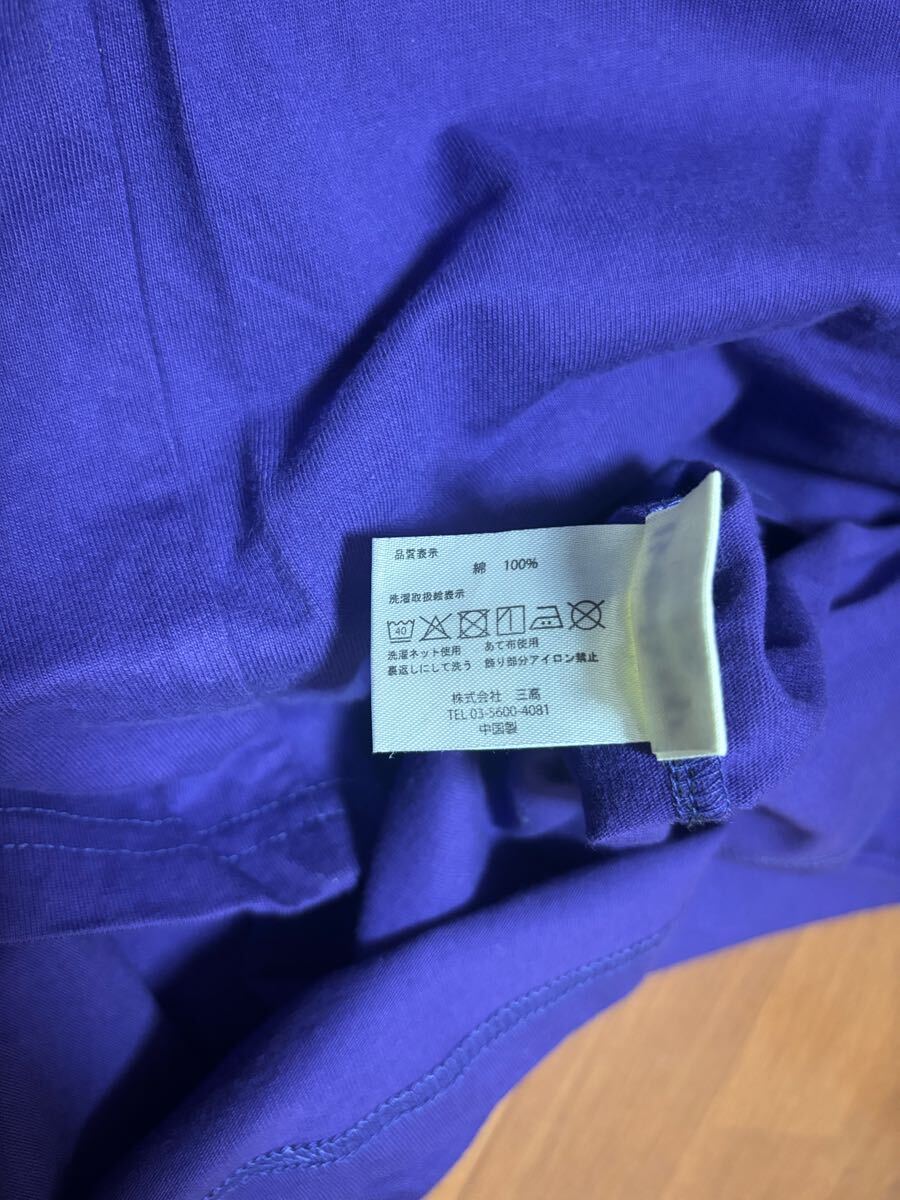 品質表示
綿 100%
洗濯取扱絵表示
40
洗濯ネット使用 あて布使用
裏返しにして洗う 飾り部分アイロン禁止
株式会社 三高
TEL 03-5600-4081
中国製